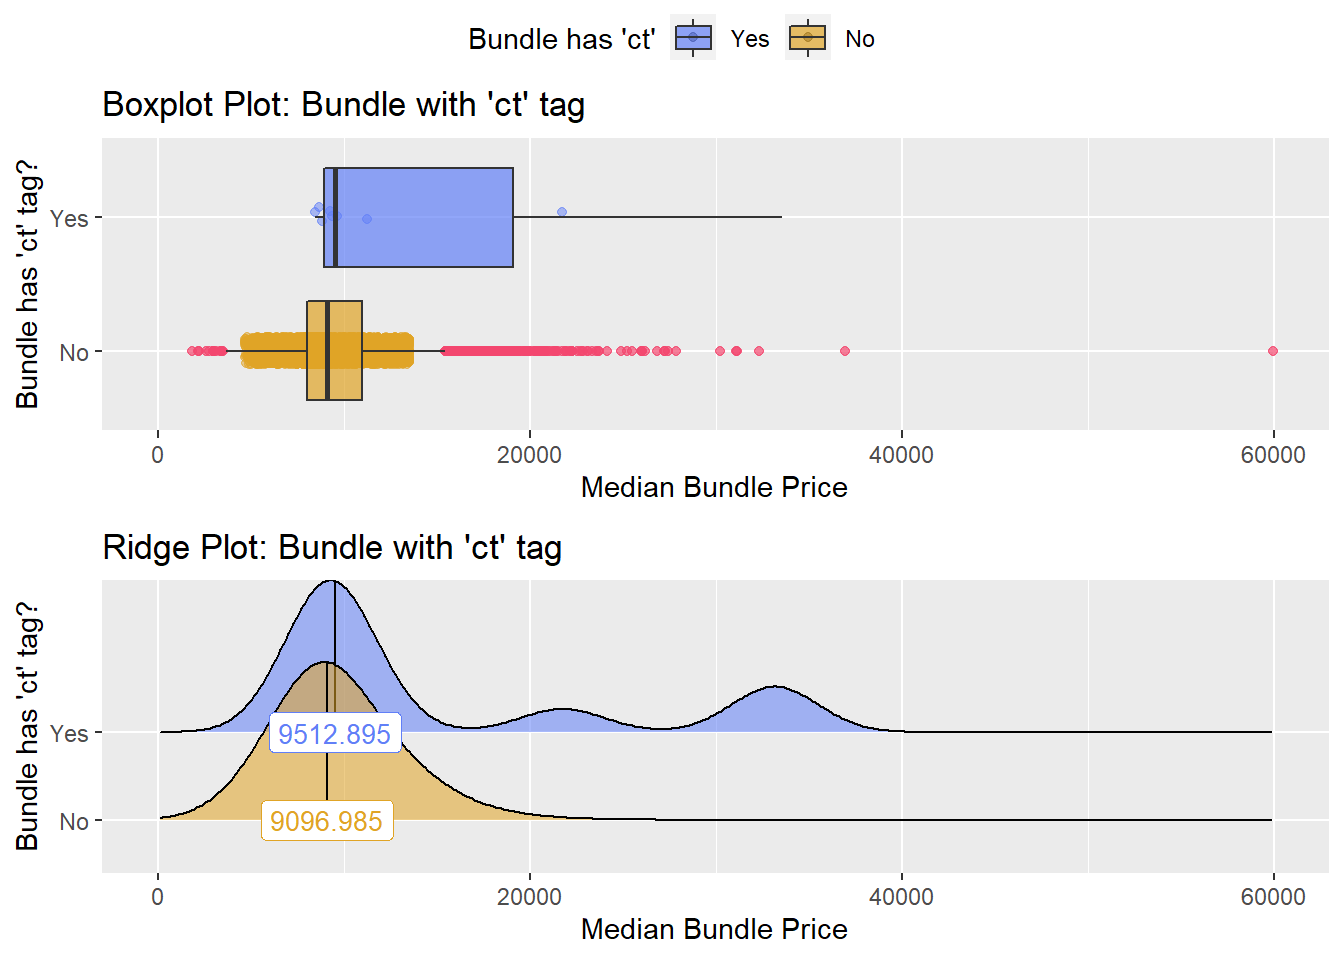 Bundle has 'ct' Yes No
Boxplot Plot: Bundle with 'ct' tag
Bundle has 'ct' tag?
Yes
No
0 20000 40000 60000
Median Bundle Price
Ridge Plot: Bundle with 'ct' tag
Bundle has 'ct' tag?
Yes
9512.895
No
9096.985
0 20000 40000 60000
Median Bundle Price